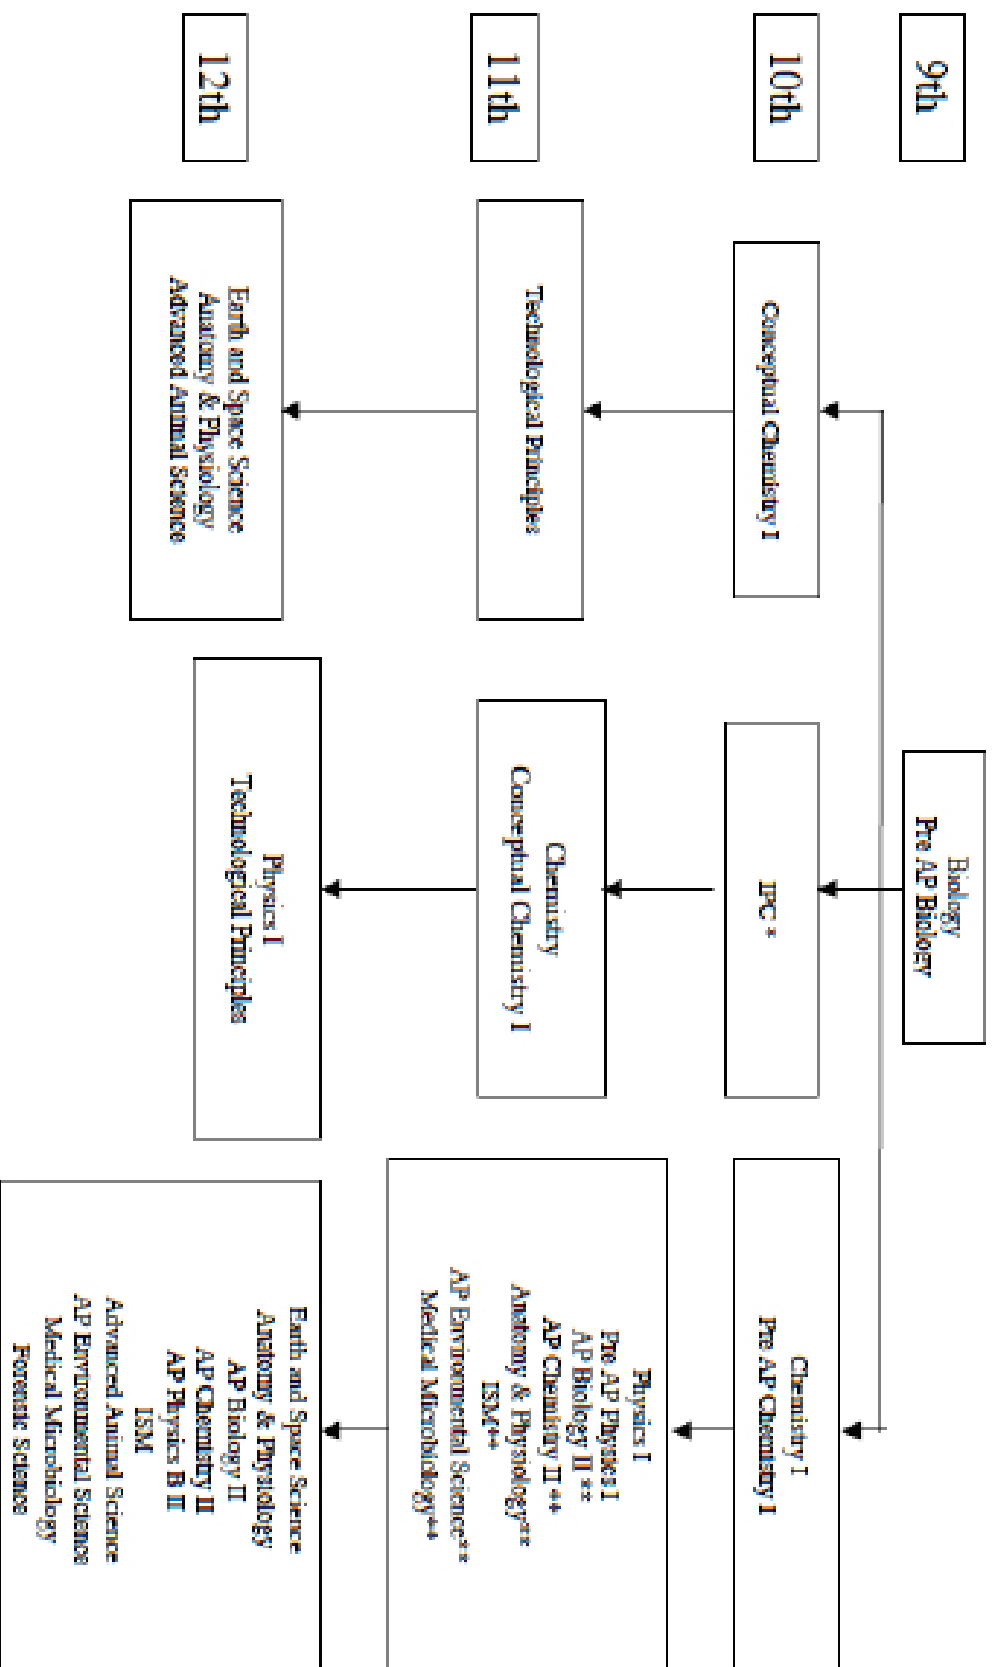 9th
Biology
Pre AP Biology
10th
Conceptual Chemistry I
IPC *
Chemistry I
Pre AP Chemistry I
11th
Technological Principles
Chemistry
Conceptual Chemistry I
Physics I
Pre AP Physics I
AP Biology II **
AP Chemistry II **
Anatomy & Physiology**
ISM**
AP Environmental Science**
Medical Microbiology**
12th
Earth and Space Science
Anatomy & Physiology
Advanced Animal Science
Physics I
Technological Principles
Earth and Space Science
Anatomy & Physiology
AP Biology II
AP Chemistry II
AP Physics B II
ISM
Advanced Animal Science
AP Environmental Science
Medical Microbiology
Forensic Science